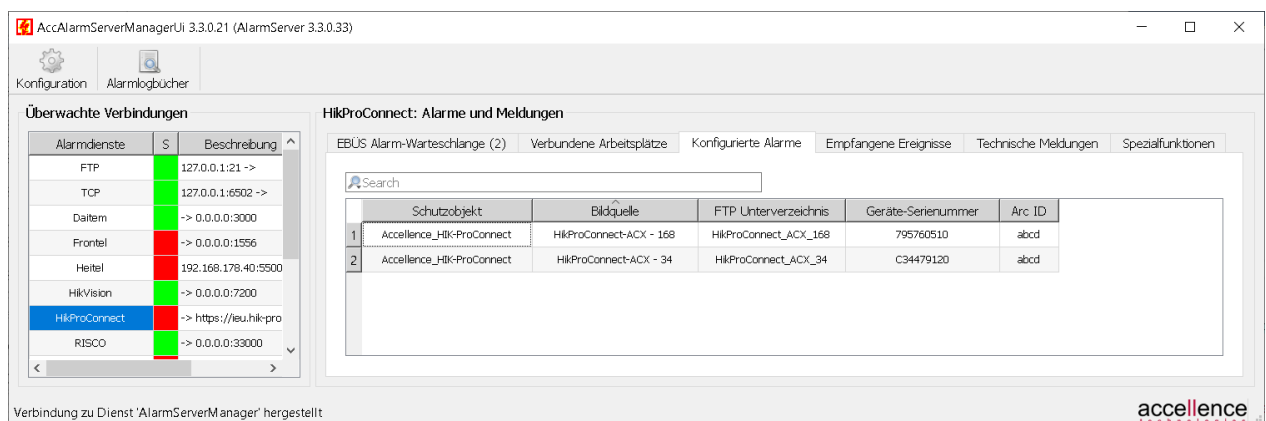 AccAlarmServerManagerUi 3.3.0.21 (AlarmServer 3.3.0.33)
Konfiguration Alarmlogbücher
Überwachte Verbindungen
Alarmdienste S Beschreibung
FTP 127.0.0.1:21 ->
TCP 127.0.0.1:6502 ->
Daitem -> 0.0.0.0:3000
Frontel -> 0.0.0.0:1556
Heitel 192.168.178.40:5500
HikVision -> 0.0.0.0:7200
HikProConnect -> https://ieu.hik-pro
RISCO -> 0.0.0.0:33000
HikProConnect: Alarme und Meldungen
EBÜS Alarm-Warteschlange (2) Verbundene Arbeitsplätze Konfigurierte Alarme Empfangene Ereignisse Technische Meldungen Spezialfunktionen
Search
Schutzobjekt Bildquelle FTP Unterverzeichnis Geräte-Serienummer Arc ID
1 Accellence_HIK-ProConnect HikProConnect-ACX - 168 HikProConnect_ACX_168 795760510 abcd
2 Accellence_HIK-ProConnect HikProConnect-ACX - 34 HikProConnect_ACX_34 C34479120 abcd
Verbindung zu Dienst 'AlarmServerManager' hergestellt
accellence